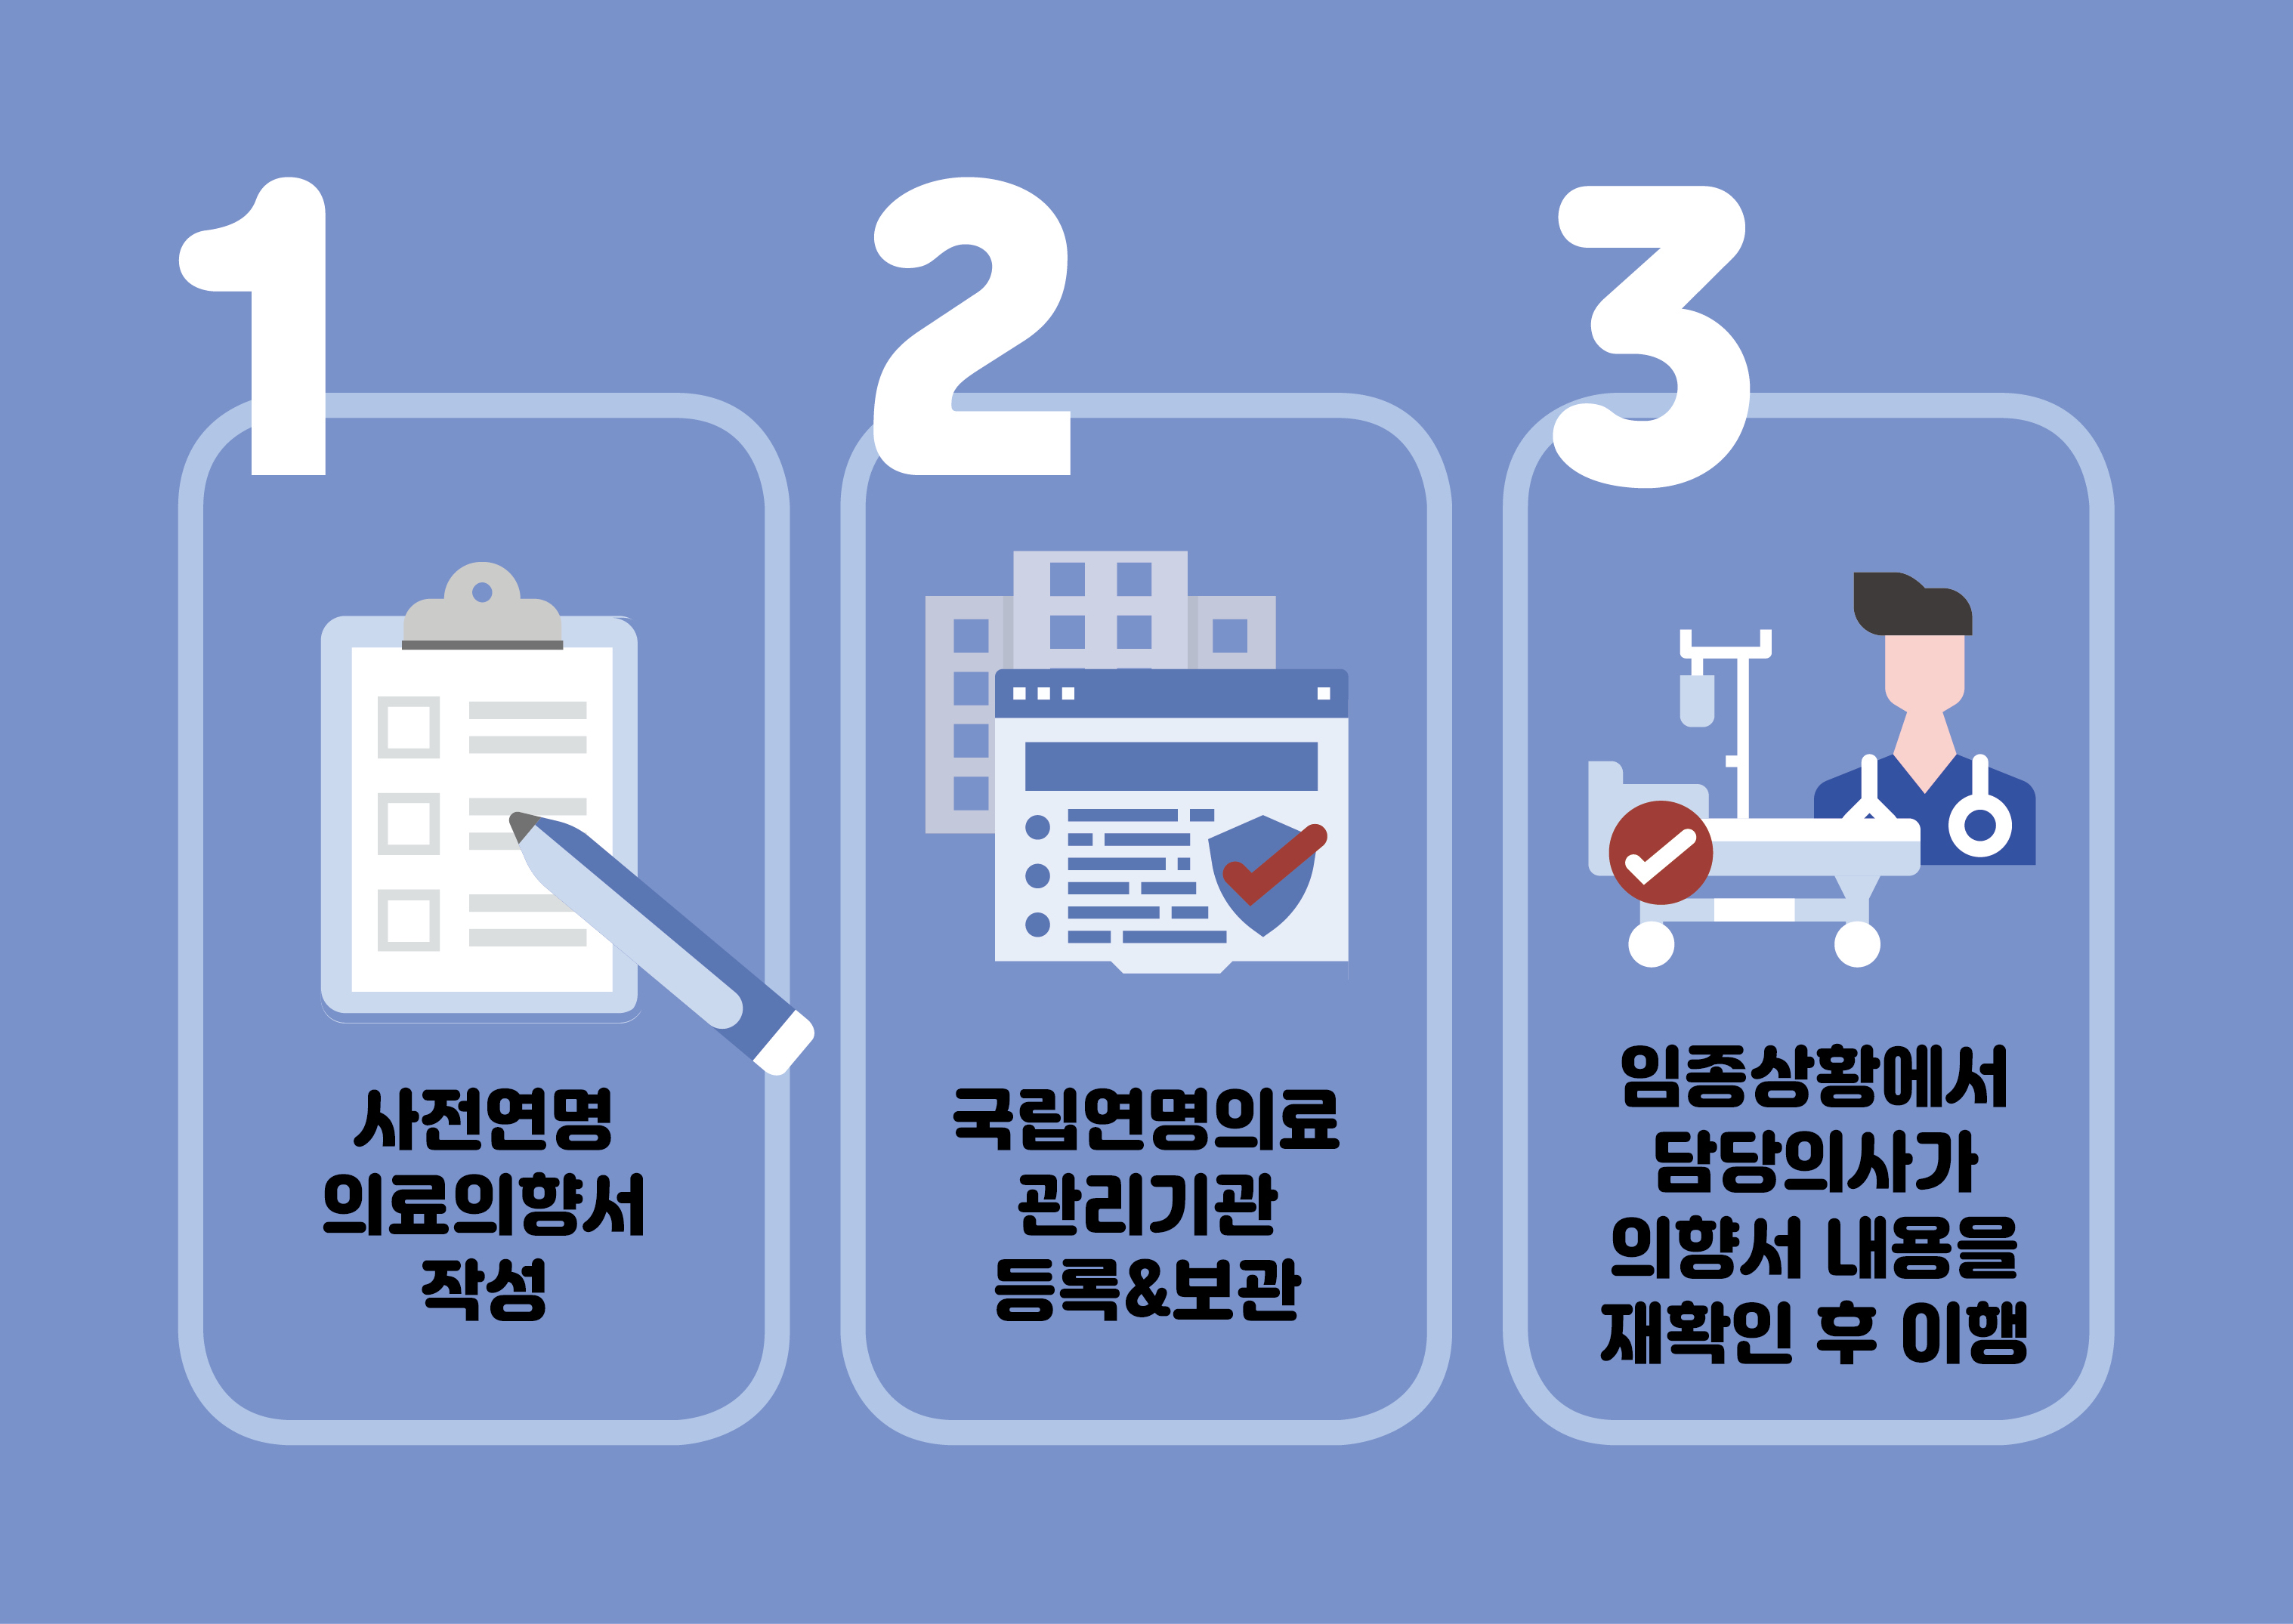 1
사전연명
의료의향서
작성
2
국립연명의료
관리기관
등록&보관
3
임종상황에서
담당의사가
의향서 내용을
재확인 후 이행